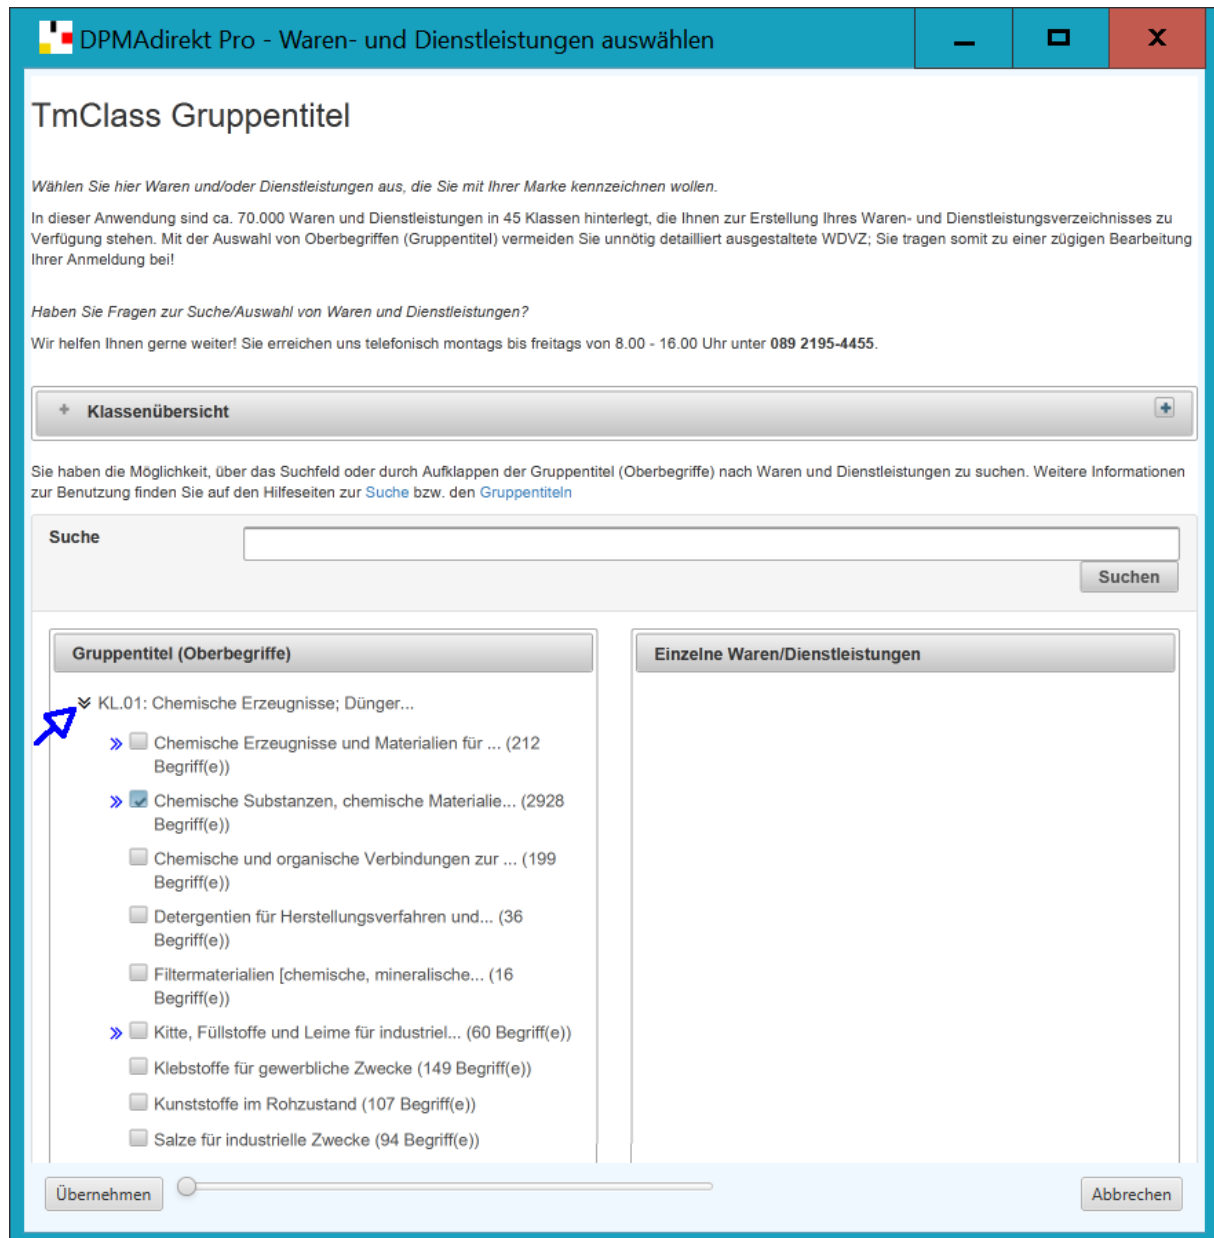 DPMAdirekt Pro - Waren- und Dienstleistungen auswählen
TmClass Gruppentitel
Wählen Sie hier Waren und/oder Dienstleistungen aus, die Sie mit Ihrer Marke kennzeichnen wollen.
In dieser Anwendung sind ca. 70.000 Waren und Dienstleistungen in 45 Klassen hinterlegt, die Ihnen zur Erstellung Ihres Waren- und Dienstleistungsverzeichnisses zu
Verfügung stehen. Mit der Auswahl von Oberbegriffen (Gruppentitel) vermeiden Sie unnötig detailliert ausgestaltete WDVZ; Sie tragen somit zu einer zügigen Bearbeitung
Ihrer Anmeldung bei!
Haben Sie Fragen zur Suche/Auswahl von Waren und Dienstleistungen?
Wir helfen Ihnen gerne weiter! Sie erreichen uns telefonisch montags bis freitags von 8.00 - 16.00 Uhr unter 089 2195-4455.
Klassenübersicht
Sie haben die Möglichkeit, über das Suchfeld oder durch Aufklappen der Gruppentitel (Oberbegriffe) nach Waren und Dienstleistungen zu suchen. Weitere Informationen
zur Benutzung finden Sie auf den Hilfeseiten zur Suche bzw. den Gruppentiteln
Suche
Suchen
Gruppentitel (Oberbegriffe)
Einzelne Waren/Dienstleistungen
KL.01: Chemische Erzeugnisse; Dünger...
Chemische Erzeugnisse und Materialien für ... (212
Begriff(e))
Chemische Substanzen, chemische Materialie... (2928
Begriff(e))
Chemische und organische Verbindungen zur ... (199
Begriff(e))
Detergentien für Herstellungsverfahren und... (36
Begriff(e))
Filtermaterialien [chemische, mineralische... (16
Begriff(e))
Kitte, Füllstoffe und Leime für industriel... (60 Begriff(e))
Klebstoffe für gewerbliche Zwecke (149 Begriff(e))
Kunststoffe im Rohzustand (107 Begriff(e))
Salze für industrielle Zwecke (94 Begriff(e))
Übernehmen
Abbrechen